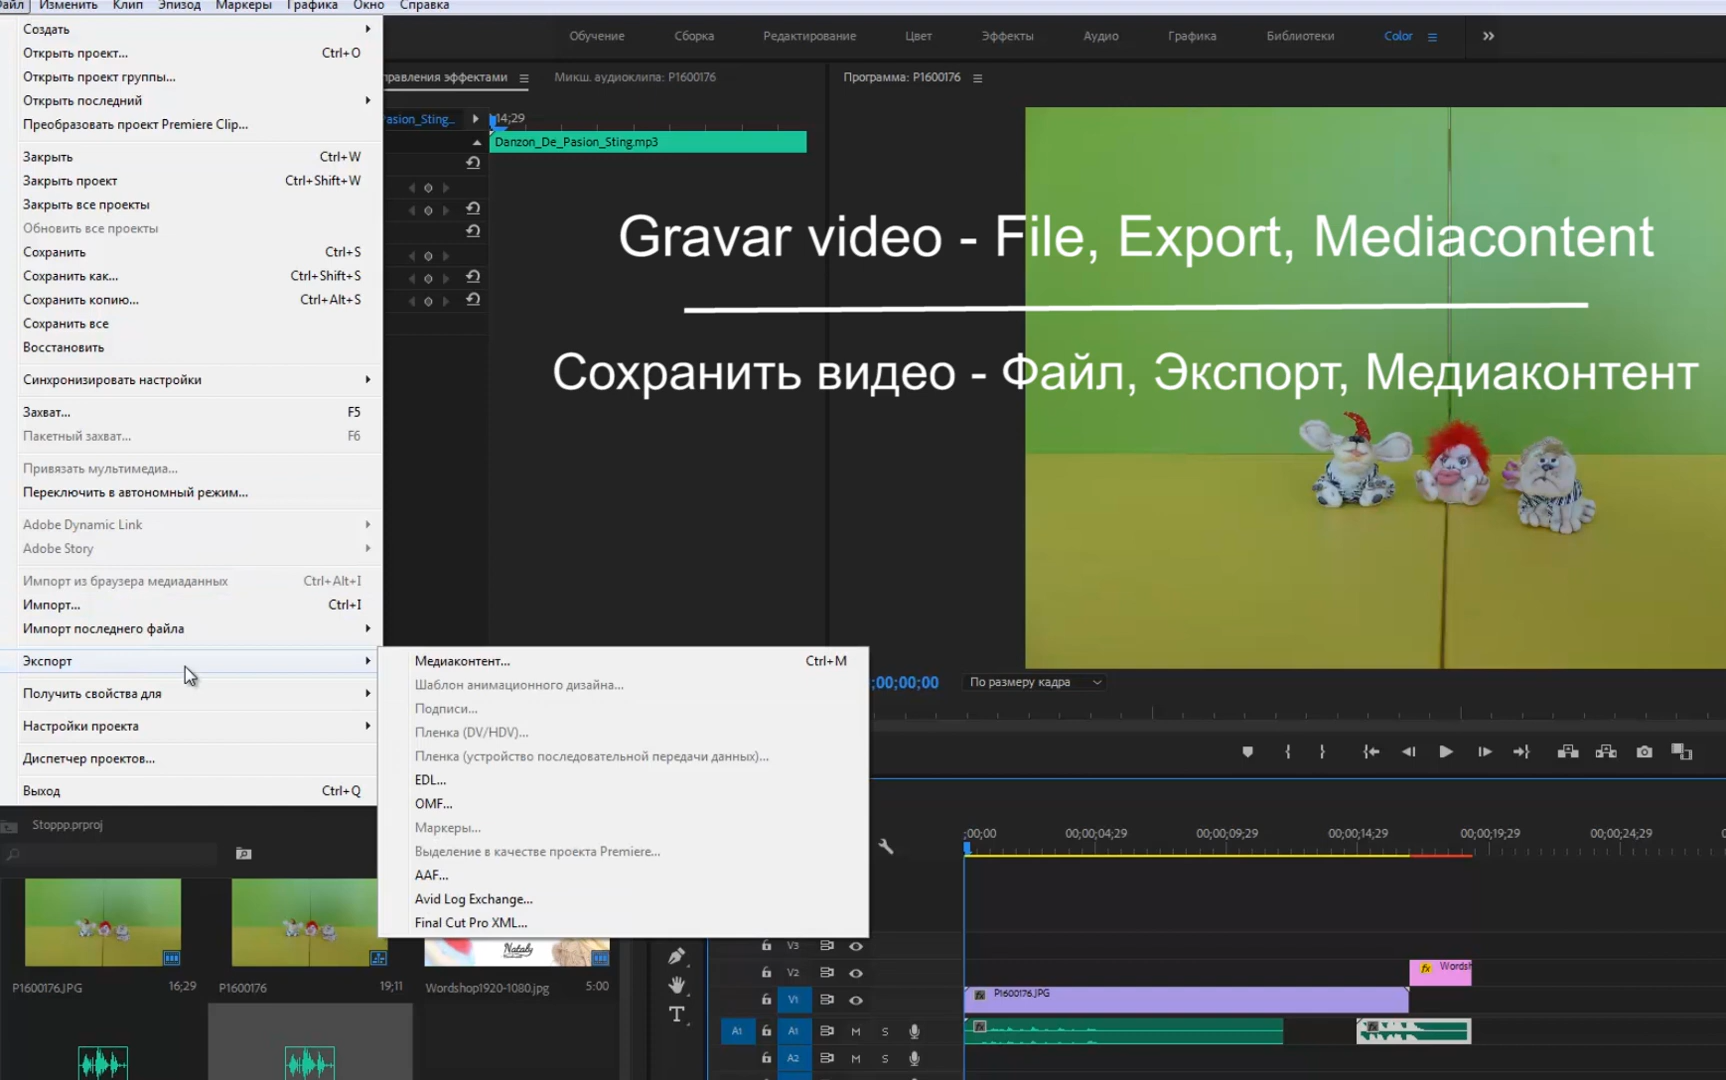 Изменить Клип Эпизод Маркеры Графика Окно Справка
Создать
Открыть проект... Ctrl+O
Открыть проект группы...
Открыть последний
Преобразовать проект Premiere Clip...
Закрыть Ctrl+W
Закрыть проект Ctrl+Shift+W
Закрыть все проекты
Обновить все проекты
Сохранить Ctrl+S
Сохранить как... Ctrl+Shift+S
Сохранить копию... Ctrl+Alt+S
Сохранить все
Восстановить
Синхронизировать настройки
Захват... F5
Пакетный захват... F6
Привязать мультимедиа...
Переключить в автономный режим...
Adobe Dynamic Link
Adobe Story
Импорт из браузера медиаданных Ctrl+Alt+I
Импорт... Ctrl+I
Импорт последнего файла
Экспорт
Получить свойства для
Настройки проекта
Диспетчер проектов...
Выход Ctrl+Q
Обучение Сборка Редактирование Цвет Эффекты Аудио Графика Библиотеки Color
правления эффектами Микш. аудиоклипа: P1600176 Программа: P1600176
asion_Sting... 14;29
Danzon_De_Pasion_Sting.mp3
Gravar video - File, Export, Mediacontent
Сохранить видео - Файл, Экспорт, Медиаконтент
Медиаконтент... Ctrl+M
Шаблон анимационного дизайна...
Подписи...
Пленка (DV/HDV)...
Пленка (устройство последовательной передачи данных)...
EDL...
OMF...
Маркеры...
Выделение в качестве проекта Premiere...
AAF...
Avid Log Exchange...
Final Cut Pro XML...
;00;00;00 По размеру кадра
Stoppp.prproj
P1600176.JPG 16;29
P1600176 19;11
Nataly
Wordshop1920-1080.jpg 5:00
;00;00 00;00;04;29 00;00;09;29 00;00;14;29 00;00;19;29 00;00;24;29
V3
V2 fx Wordsh
V1 fx P1600176.JPG
A1 A1 M S fx fx
A2 M S
T